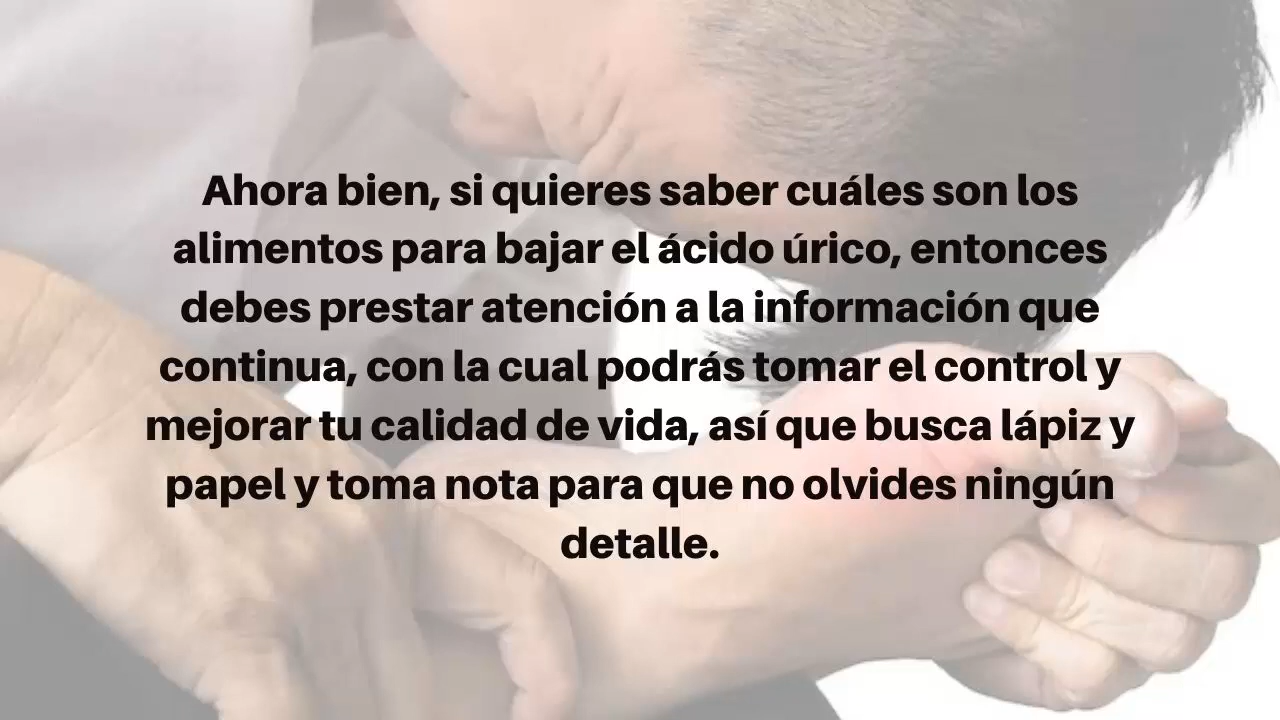 Ahora bien, si quieres saber cuáles son los
alimentos para bajar el ácido úrico, entonces
debes prestar atención a la información que
continua, con la cual podrás tomar el control y
mejorar tu calidad de vida, así que busca lápiz y
papel y toma nota para que no olvides ningún
detalle.